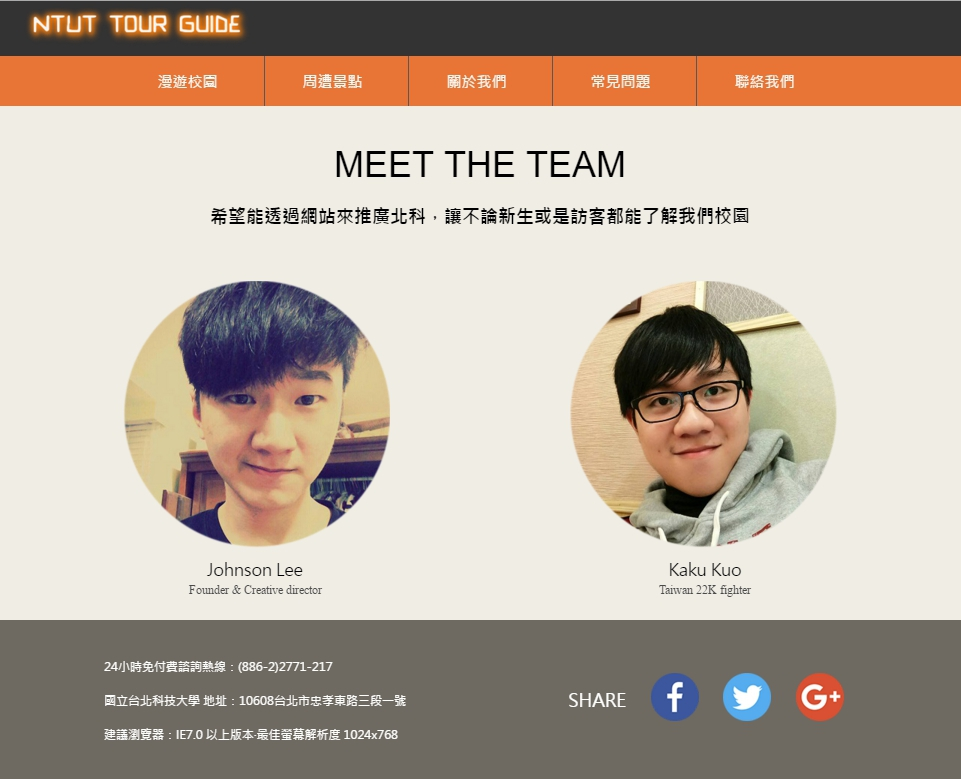 NTUT TOUR GUIDE
漫遊校園
周遭景點
關於我們
常見問題
聯絡我們
MEET THE TEAM
希望能透過網站來推廣北科，讓不論新生或是訪客都能了解我們校園
Johnson Lee
Founder & Creative director
Kaku Kuo
Taiwan 22K fighter
24小時免付費諮詢熱線：(886-2)2771-217
國立台北科技大學 地址：10608台北市忠孝東路三段一號
建議瀏覽器：IE7.0 以上版本‧最佳螢幕解析度 1024x768
SHARE